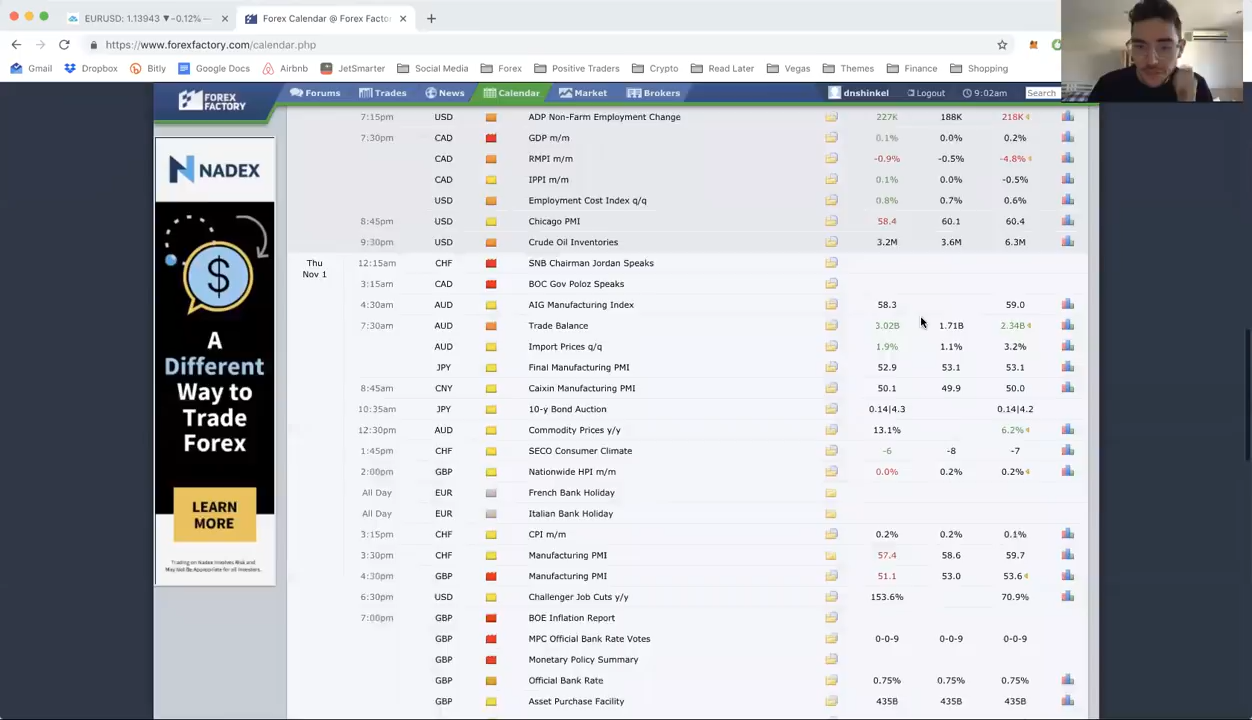 EURUSD: 1.13943 ▼−0.12% —
Forex Calendar @ Forex Facto
https://www.forexfactory.com/calendar.php
Gmail Dropbox Bitly Google Docs Airbnb JetSmarter Social Media Forex Positive Traders Crypto Read Later Vegas Themes Finance Shopping
FOREX FACTORY
Forums Trades News Calendar Market Brokers dnshinkel Logout 9:02am Search
NADEX
A
Different
Way to
Trade
Forex
LEARN
MORE
Trading on Nadex Involves Risk and
May Not Be Appropriate for All Investors.
7:15pm USD ADP Non-Farm Employment Change 227K 188K 218K
7:30pm CAD GDP m/m 0.1% 0.0% 0.2%
CAD RMPI m/m -0.9% -0.5% -4.8%
CAD IPPI m/m 0.1% 0.0% -0.5%
USD Employment Cost Index q/q 0.8% 0.7% 0.6%
8:45pm USD Chicago PMI 58.4 60.1 60.4
9:30pm USD Crude Oil Inventories 3.2M 3.6M 6.3M
Thu
Nov 1
12:15am CHF SNB Chairman Jordan Speaks
3:15am CAD BOC Gov Poloz Speaks
4:30am AUD AIG Manufacturing Index 58.3 59.0
7:30am AUD Trade Balance 3.02B 1.71B 2.34B
AUD Import Prices q/q 1.9% 1.1% 3.2%
JPY Final Manufacturing PMI 52.9 53.1 53.1
8:45am CNY Caixin Manufacturing PMI 50.1 49.9 50.0
10:35am JPY 10-y Bond Auction 0.14|4.3 0.14|4.2
12:30pm AUD Commodity Prices y/y 13.1% 6.2%
1:45pm CHF SECO Consumer Climate -6 -8 -7
2:00pm GBP Nationwide HPI m/m 0.0% 0.2% 0.2%
All Day EUR French Bank Holiday
All Day EUR Italian Bank Holiday
3:15pm CHF CPI m/m 0.2% 0.2% 0.1%
3:30pm CHF Manufacturing PMI 57.4 58.6 59.7
4:30pm GBP Manufacturing PMI 51.1 53.0 53.6
6:30pm USD Challenger Job Cuts y/y 153.6% 70.9%
7:00pm GBP BOE Inflation Report
GBP MPC Official Bank Rate Votes 0-0-9 0-0-9 0-0-9
GBP Monetary Policy Summary
GBP Official Bank Rate 0.75% 0.75% 0.75%
GBP Asset Purchase Facility 435B 435B 435B